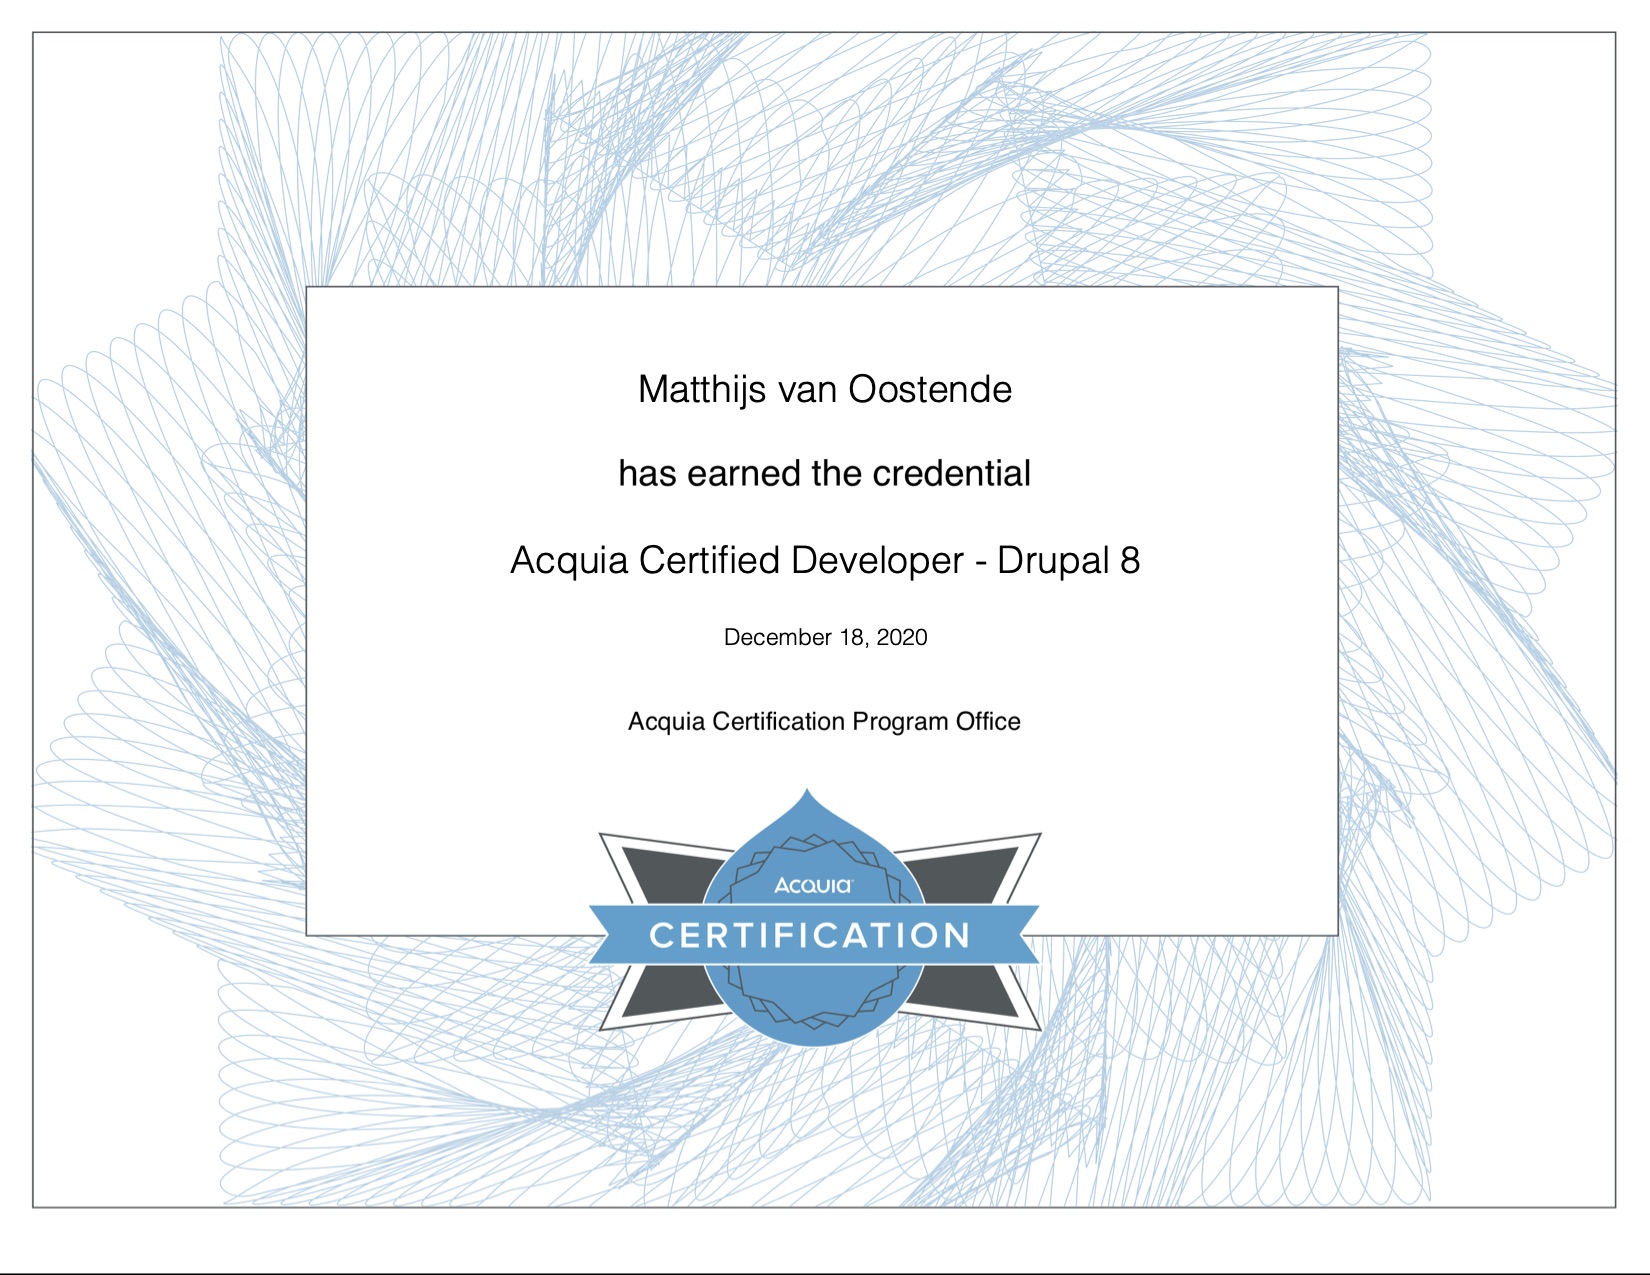 Matthijs van Oostende
has earned the credential
Acquia Certified Developer - Drupal 8
December 18, 2020
Acquia Certification Program Office
Acquia
CERTIFICATION